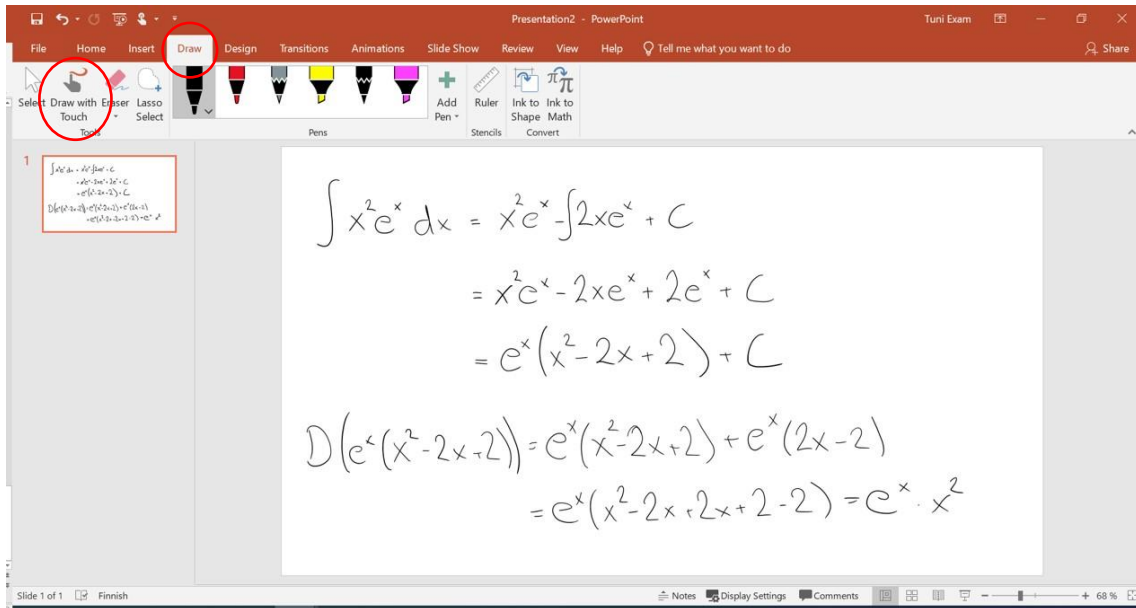 Presentation2 - PowerPoint
Tuni Exam
File Home Insert Draw Design Transitions Animations Slide Show Review View Help Tell me what you want to do Share
Select Draw with Touch Eraser Lasso Select Add Pen Ruler Ink to Shape Ink to Math
Tools Pens Stencils Convert
1
∫ x²eˣ dx = x²eˣ - ∫2xeˣ + C
= x²eˣ - 2xeˣ + 2eˣ + C
= eˣ(x² - 2x + 2) + C
D(eˣ(x² - 2x + 2)) = eˣ(x² - 2x + 2) + eˣ(2x - 2)
= eˣ(x² - 2x + 2x + 2 - 2) = eˣ · x²
Slide 1 of 1 Finnish Notes Display Settings Comments 68 %